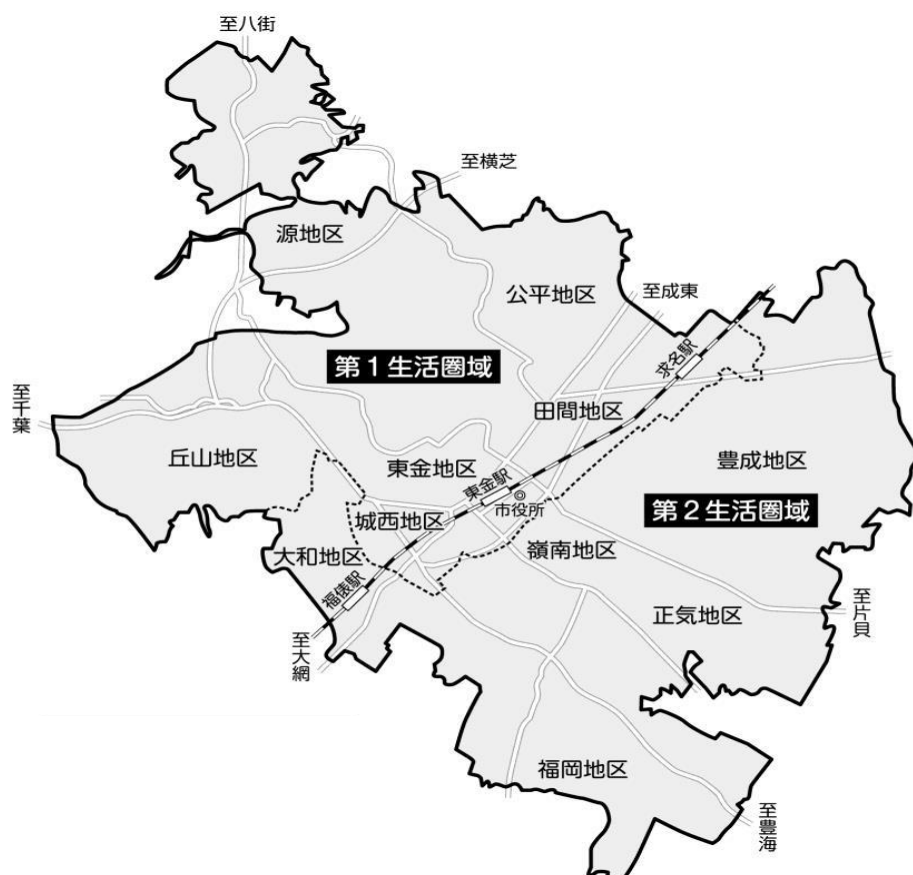 至八街
至横芝
源地区
公平地区
至成東
求名駅
第1生活圏域
至千葉
田間地区
丘山地区
東金地区
豊成地区
東金駅
市役所
第2生活圏域
城西地区
嶺南地区
大和地区
福俵駅
正気地区
至片貝
至大網
福岡地区
至豊海